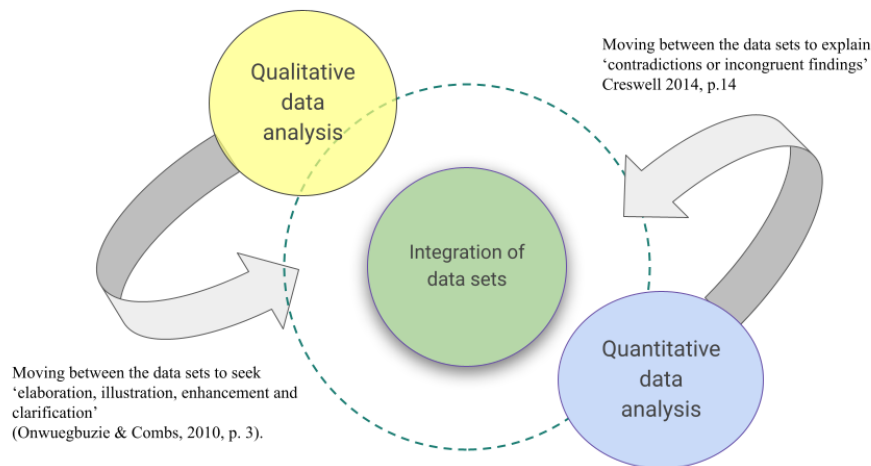 Qualitative
data
analysis
Moving between the data sets to explain
‘contradictions or incongruent findings’
Creswell 2014, p.14
Integration of
data sets
Quantitative
data
analysis
Moving between the data sets to seek
‘elaboration, illustration, enhancement and
clarification’
(Onwuegbuzie & Combs, 2010, p. 3).